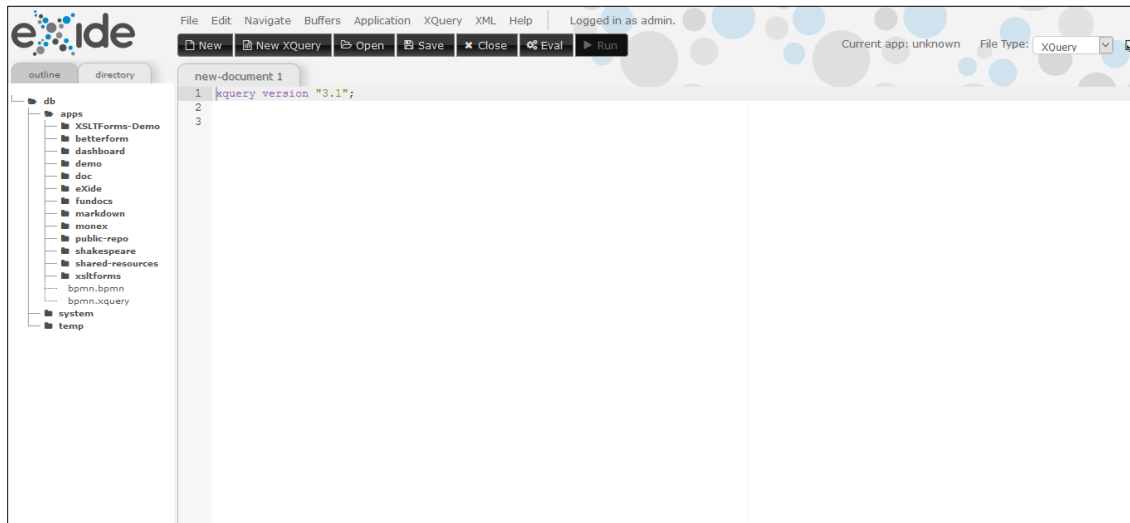 eXide
File Edit Navigate Buffers Application XQuery XML Help Logged in as admin.
New New XQuery Open Save Close Eval Run Current app: unknown File Type: XQuery
outline directory new-document 1
1 xquery version "3.1";
2
3
db
apps
XSLTForms-Demo
betterform
dashboard
demo
doc
eXide
fundocs
markdown
monex
public-repo
shakespeare
shared-resources
xsltforms
bpmn.bpmn
bpmn.xquery
system
temp